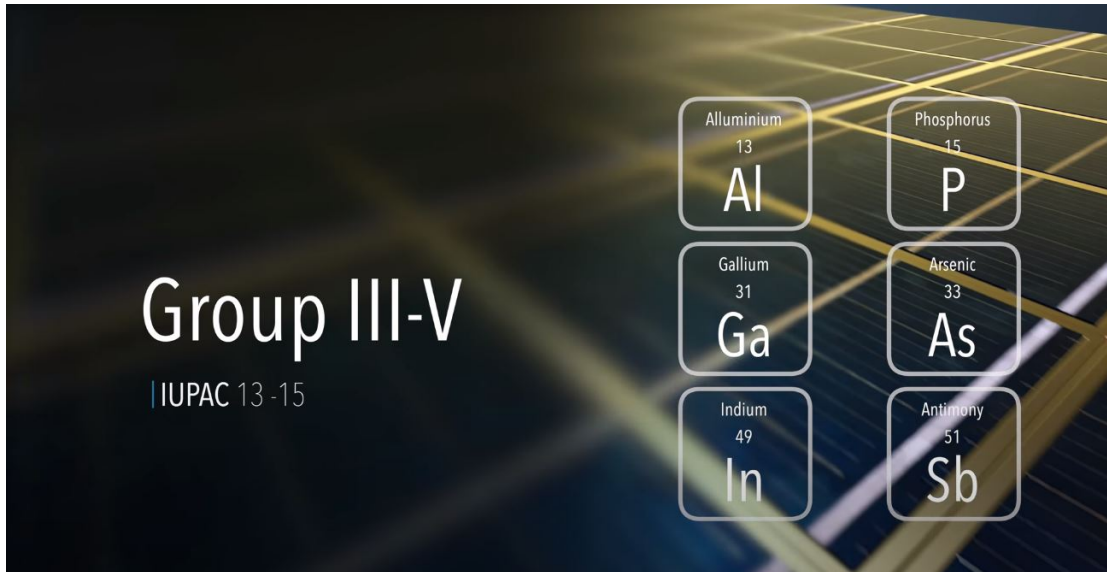 Group III-V
IUPAC 13 -15
Alluminium
13
Al
Phosphorus
15
P
Gallium
31
Ga
Arsenic
33
As
Indium
49
In
Antimony
51
Sb